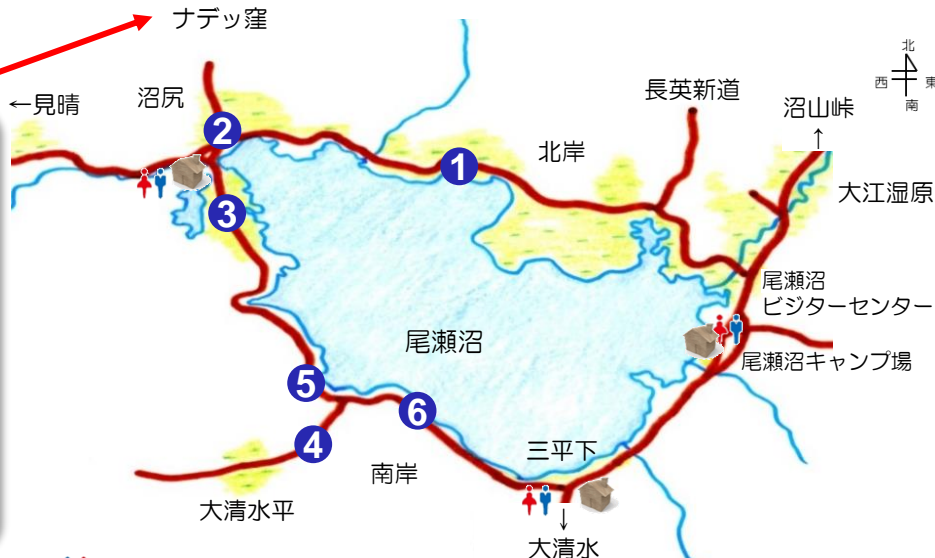 ナデッ窪
北
西 東
南
←見晴
沼尻
長英新道
沼山峠
↑
2
1
北岸
大江湿原
3
尾瀬沼
ビジターセンター
尾瀬沼
尾瀬沼キャンプ場
5
6
4
三平下
南岸
大清水平
↓
大清水